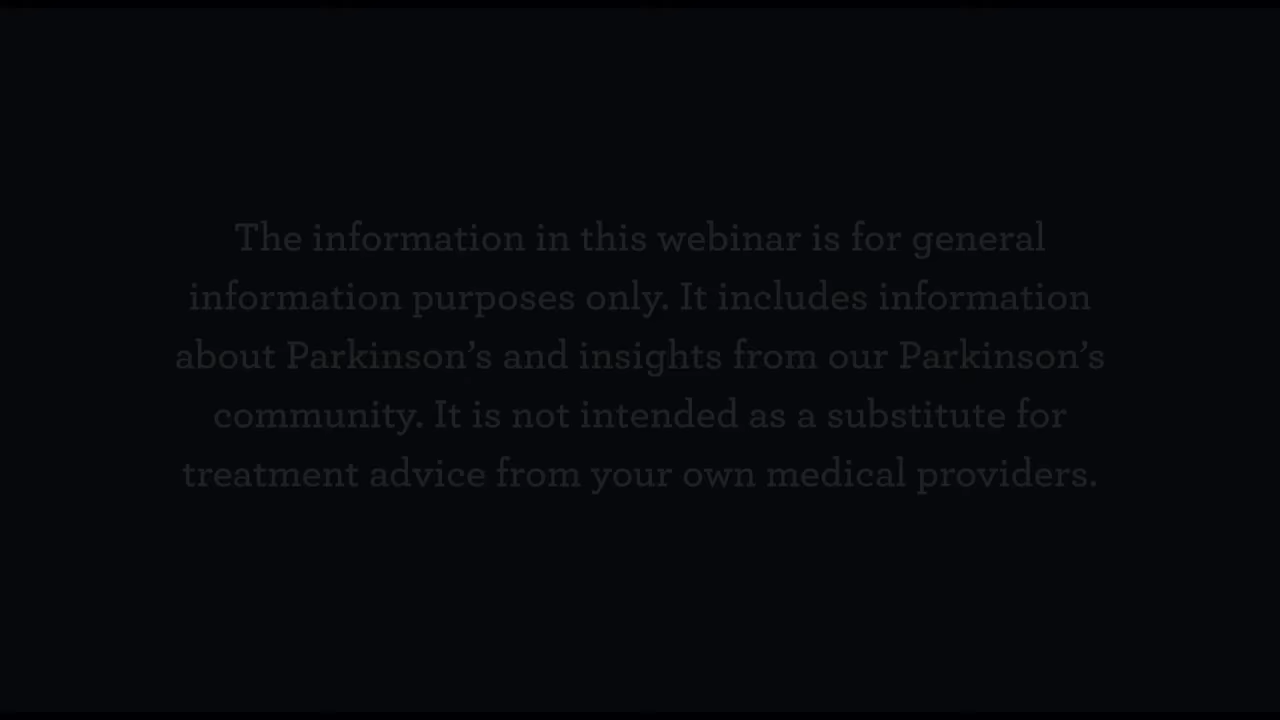 The information in this webinar is for general
information purposes only. It includes information
about Parkinson’s and insights from our Parkinson’s
community. It is not intended as a substitute for
treatment advice from your own medical providers.